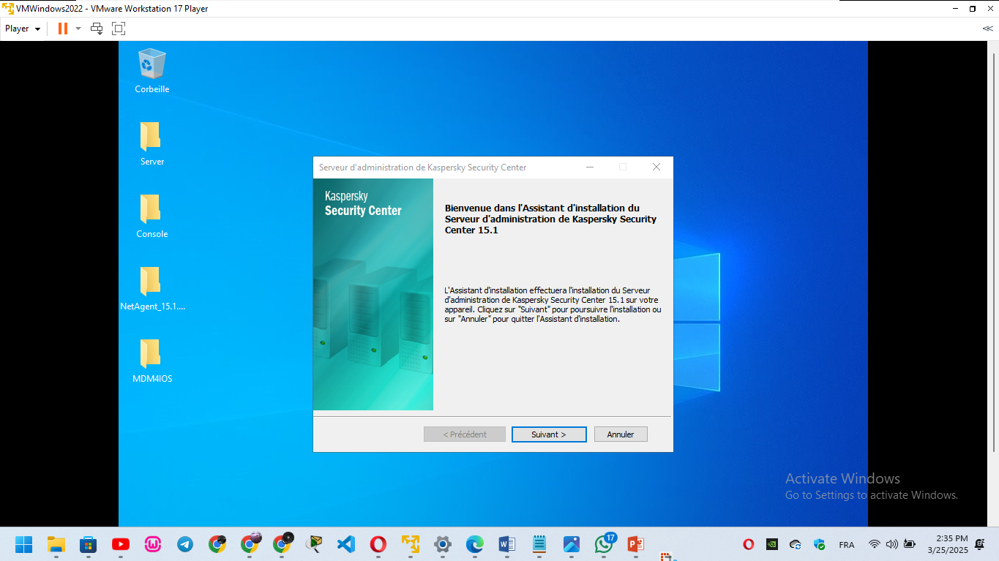 VMWindows2022 - VMware Workstation 17 Player
Player
Corbeille
Server
Console
NetAgent_15.1....
MDM4IOS
Serveur d'administration de Kaspersky Security Center
Kaspersky
Security Center
Bienvenue dans l'Assistant d'installation du
Serveur d'administration de Kaspersky Security
Center 15.1
L'Assistant d'installation effectuera l'installation du Serveur
d'administration de Kaspersky Security Center 15.1 sur votre
appareil. Cliquez sur "Suivant" pour poursuivre l'installation ou
sur "Annuler" pour quitter l'Assistant d'installation.
< Précédent
Suivant >
Annuler
Activate Windows
Go to Settings to activate Windows.
17
FRA
2:35 PM
3/25/2025